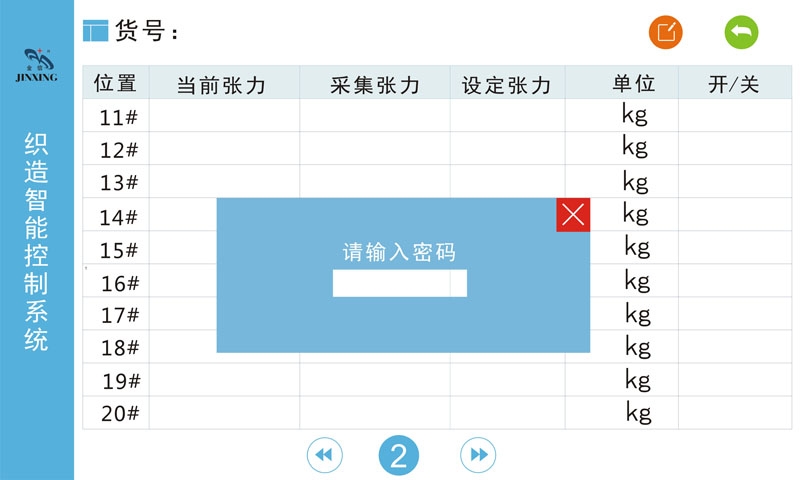 货号：
金信
JINXING
织造智能控制系统
位置 当前张力 采集张力 设定张力 单位 开/关
11# kg
12# kg
13# kg
14# kg
15# kg
16# kg
17# kg
18# kg
19# kg
20# kg
请输入密码
2